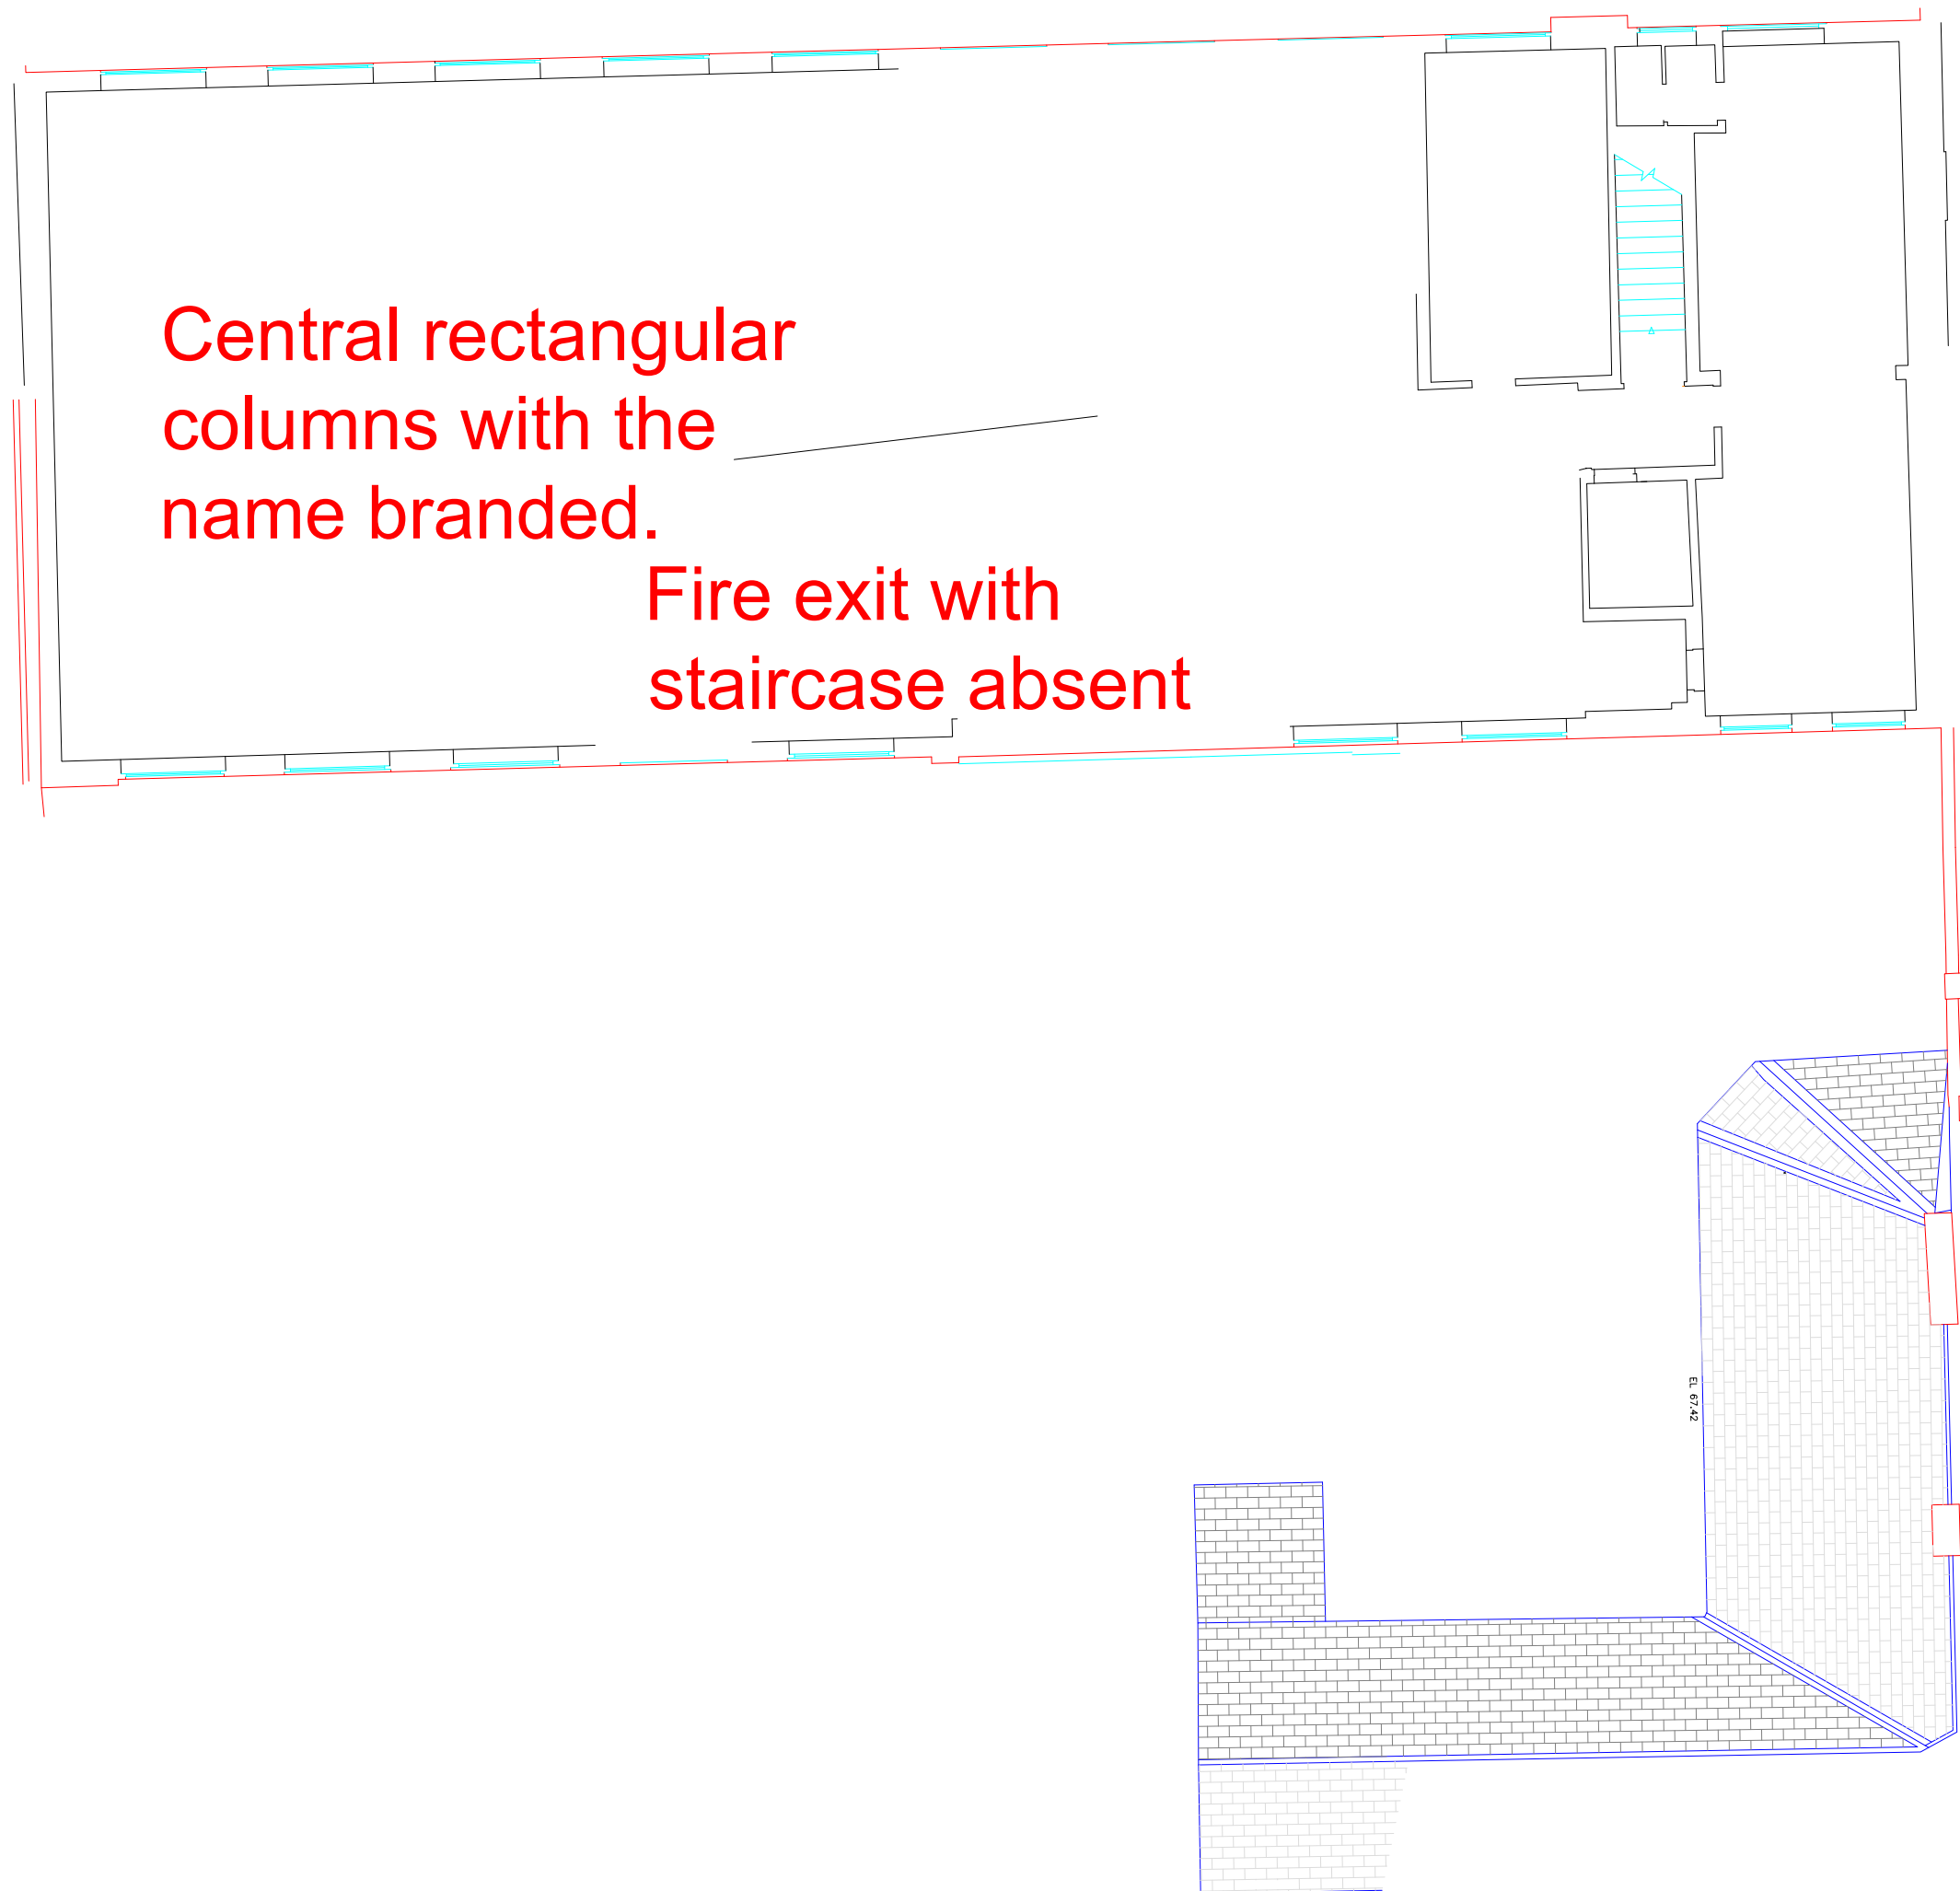 Central rectangular
columns with the
name branded.
Fire exit with
staircase absent
EL 67.42